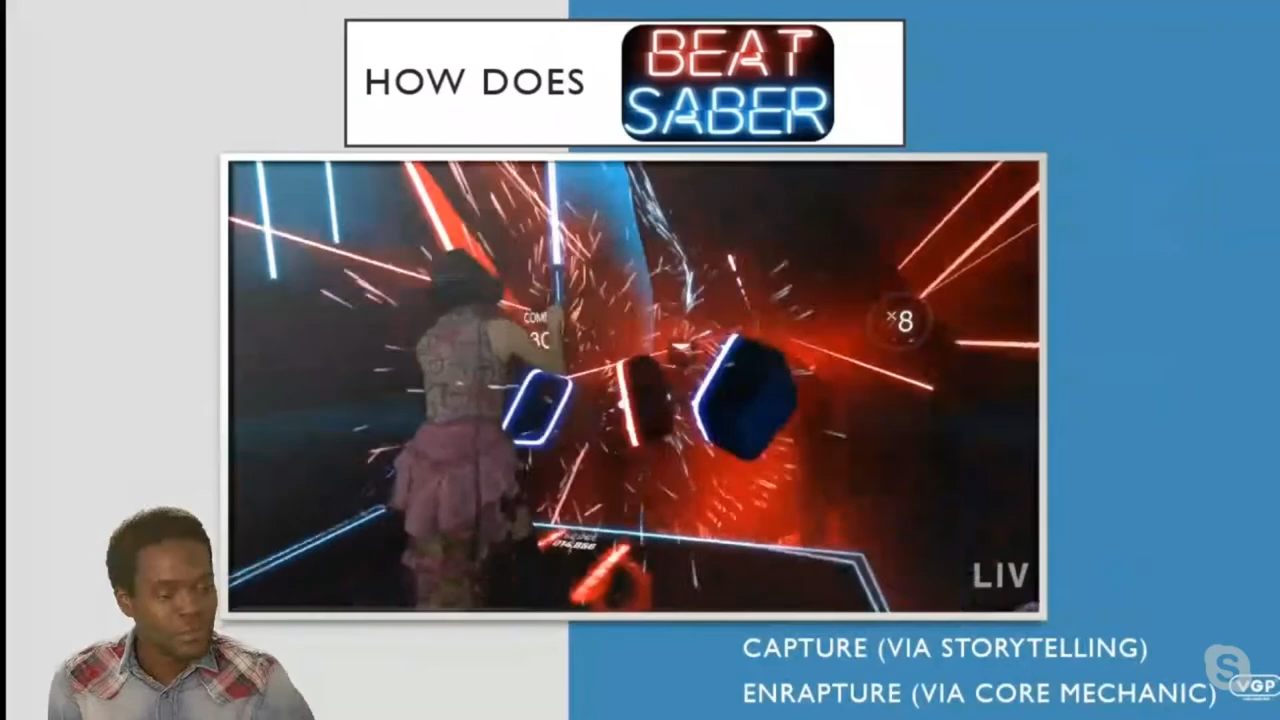 HOW DOES
BEAT
SABER
×8
LIV
CAPTURE (VIA STORYTELLING)
ENRAPTURE (VIA CORE MECHANIC)
VGP